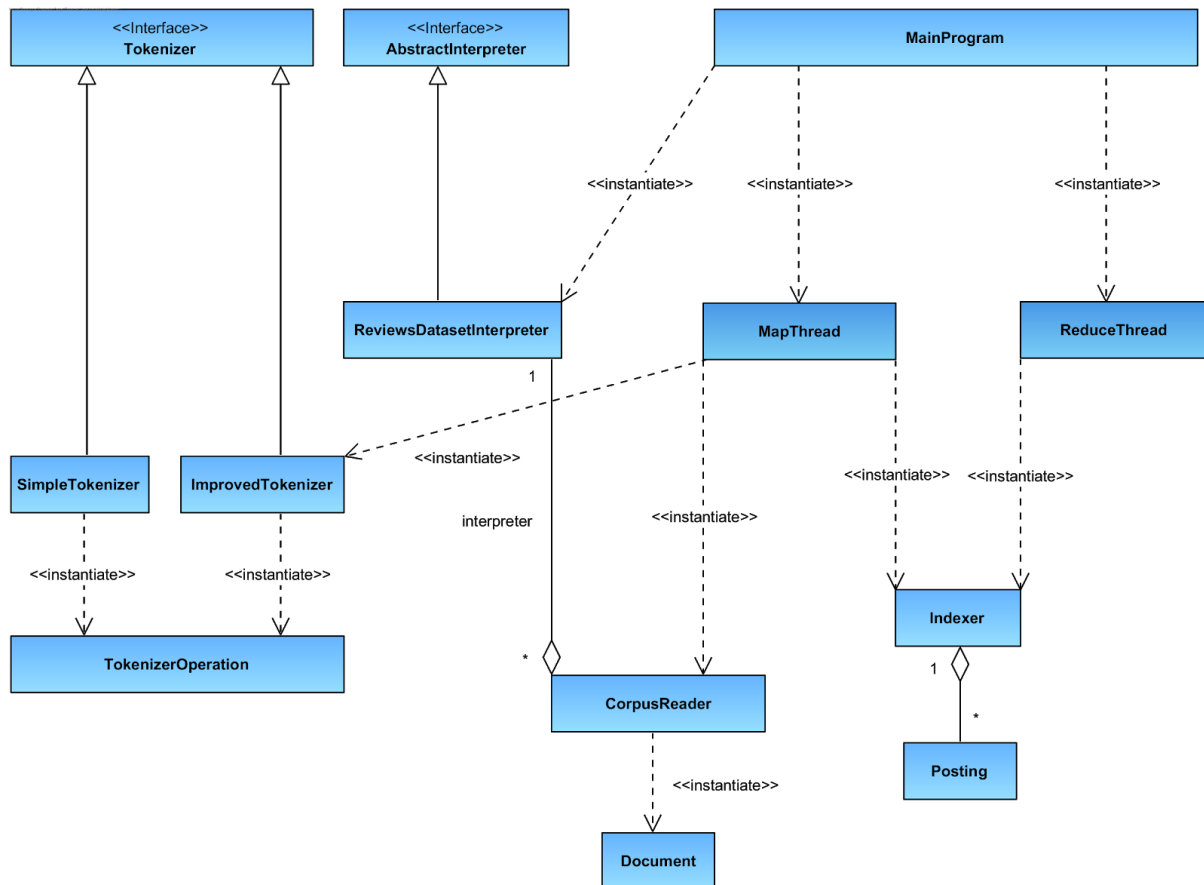 <<Interface>>
Tokenizer
<<Interface>>
AbstractInterpreter
MainProgram
<<instantiate>>
<<instantiate>>
<<instantiate>>
ReviewsDatasetInterpreter
MapThread
ReduceThread
1
<<instantiate>>
SimpleTokenizer
ImprovedTokenizer
<<instantiate>>
<<instantiate>>
interpreter
<<instantiate>>
<<instantiate>>
<<instantiate>>
Indexer
TokenizerOperation
*
1
CorpusReader
*
Posting
<<instantiate>>
Document